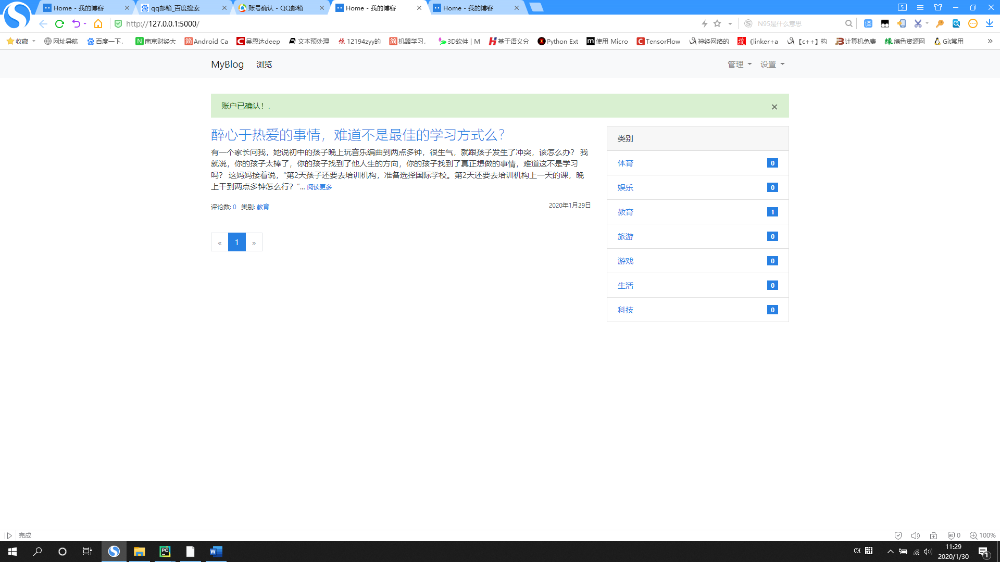 Home - 我的博客
qq邮箱_百度搜索
账号确认 - QQ邮箱
Home - 我的博客
Home - 我的博客
5
http://127.0.0.1:5000/
N95是什么意思
译
收藏
网址导航
百度一下,
南京财经大
Android Ca
吴恩达deep
文本预处理
12194zyy的
机器学习,
3D软件 | M
基于语义分
Python Ext
使用 Micro
TensorFlow
神经网络的
《linker+a
【c++】构
计算机免费
绿色资源网
Git常用
»
MyBlog 浏览
管理 设置
账户已确认！.
×
醉心于热爱的事情，难道不是最佳的学习方式么？
有一个家长问我，她说初中的孩子晚上玩音乐编曲到两点多钟，很生气，就跟孩子发生了冲突，该怎么办？ 我
就说，你的孩子太棒了，你的孩子找到了他人生的方向，你的孩子找到了真正想做的事情，难道这不是学习
吗？ 这妈妈接着说，“第2天孩子还要去培训机构，准备选择国际学校。第2天还要去培训机构上一天的课，晚
上干到两点多钟怎么行？”... 阅读更多
评论数: 0 类别: 教育
2020年1月29日
« 1 »
类别
体育 0
娱乐 0
教育 1
旅游 0
游戏 0
生活 0
科技 0
完成
0
100%
CH 拼
11:29
2020/1/30
1